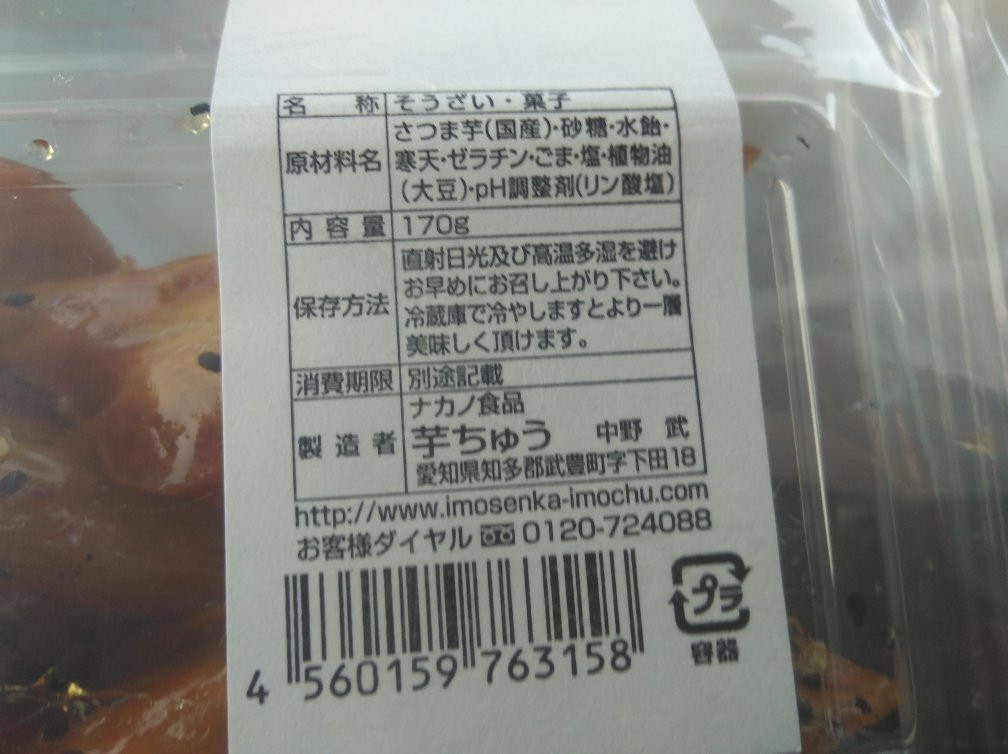 名称 そうざい・菓子
原材料名 さつま芋(国産)・砂糖・水飴・
寒天・ゼラチン・ごま・塩・植物油
(大豆)・pH調整剤(リン酸塩)
内容量 170g
保存方法 直射日光及び高温多湿を避け
お早めにお召し上がり下さい。
冷蔵庫で冷やしますとより一層
美味しく頂けます。
消費期限 別途記載
製造者 ナカノ食品
芋ちゅう 中野 武
愛知県知多郡武豊町字下田18
http://www.imosenka-imochu.com
お客様ダイヤル 0120-724088
4 560159 763158
プラ
容器